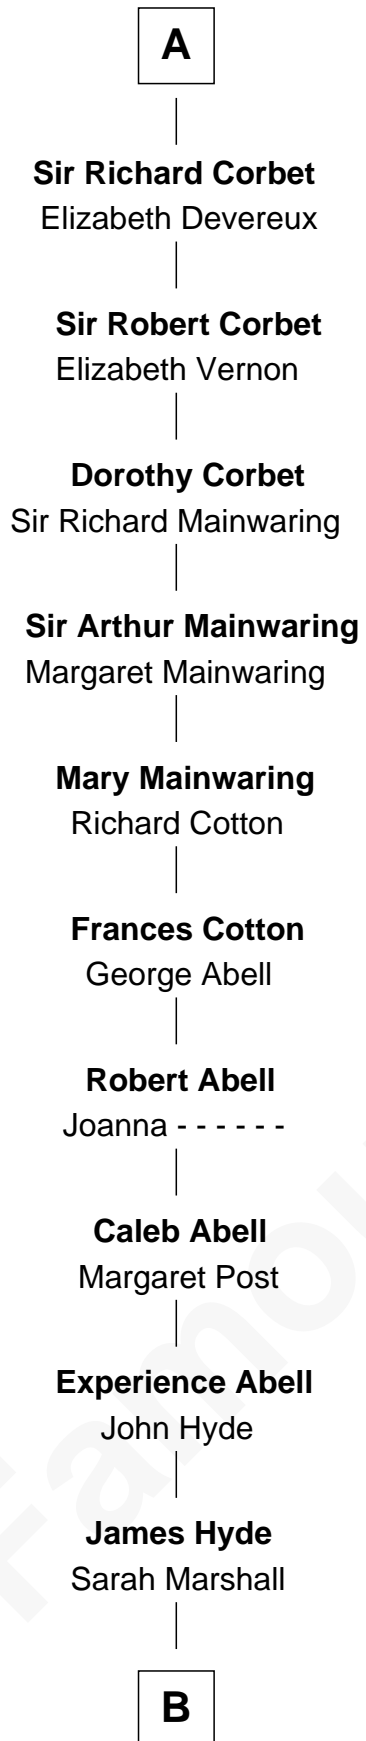 A
Sir Richard Corbet
Elizabeth Devereux
Sir Robert Corbet
Elizabeth Vernon
Dorothy Corbet
Sir Richard Mainwaring
Sir Arthur Mainwaring
Margaret Mainwaring
Mary Mainwaring
Richard Cotton
Frances Cotton
George Abell
Robert Abell
Joanna - - - - - -
Caleb Abell
Margaret Post
Experience Abell
John Hyde
James Hyde
Sarah Marshall
B
Famou